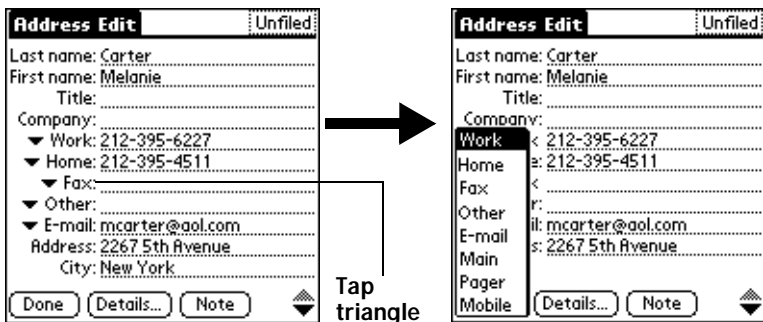 Address Edit Unfiled
Last name: Carter
First name: Melanie
Title:
Company:
Work: 212-395-6227
Home: 212-395-4511
Fax:
Other:
E-mail: mcarter@aol.com
Address: 2267 5th Avenue
City: New York
Done Details... Note
Tap
triangle
Address Edit Unfiled
Last name: Carter
First name: Melanie
Title:
Company:
Work k 212-395-6227
Home e: 212-395-4511
Fax
Other r:
E-mail il: mcarter@aol.com
Main s: 2267 5th Avenue
Pager
Mobile Details... Note